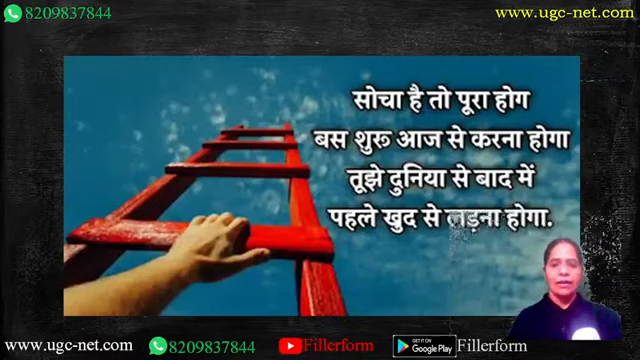 8209837844
www.ugc-net.com
सोचा है तो पूरा होग
बस शुरू आज से करना होगा
तूझे दुनिया से बाद में
पहले खुद से लड़ना होगा.
www.ugc-net.com
8209837844
Fillerform
GET IT ON
Google Play
Fillerform